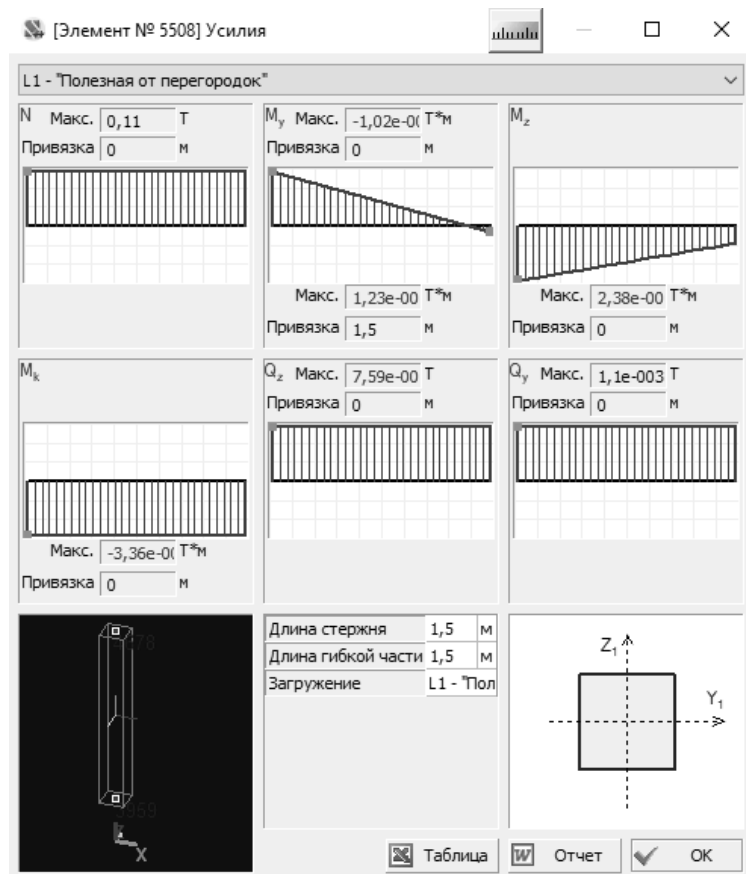 [Элемент № 5508] Усилия
L1 - "Полезная от перегородок"
N Макс. 0,11 Т
Привязка 0 м
My Макс. -1,02e-0( Т*м
Привязка 0 м
Макс. 1,23e-00 Т*м
Привязка 1,5 м
Mz
Макс. 2,38e-00 Т*м
Привязка 0 м
Mk
Макс. -3,36e-0( Т*м
Привязка 0 м
Qz Макс. 7,59e-00 Т
Привязка 0 м
Qy Макс. 1,1e-003 Т
Привязка 0 м
X
Длина стержня 1,5 м
Длина гибкой части 1,5 м
Загружение L1 - "Пол
Z1
Y1
Таблица
Отчет
OK